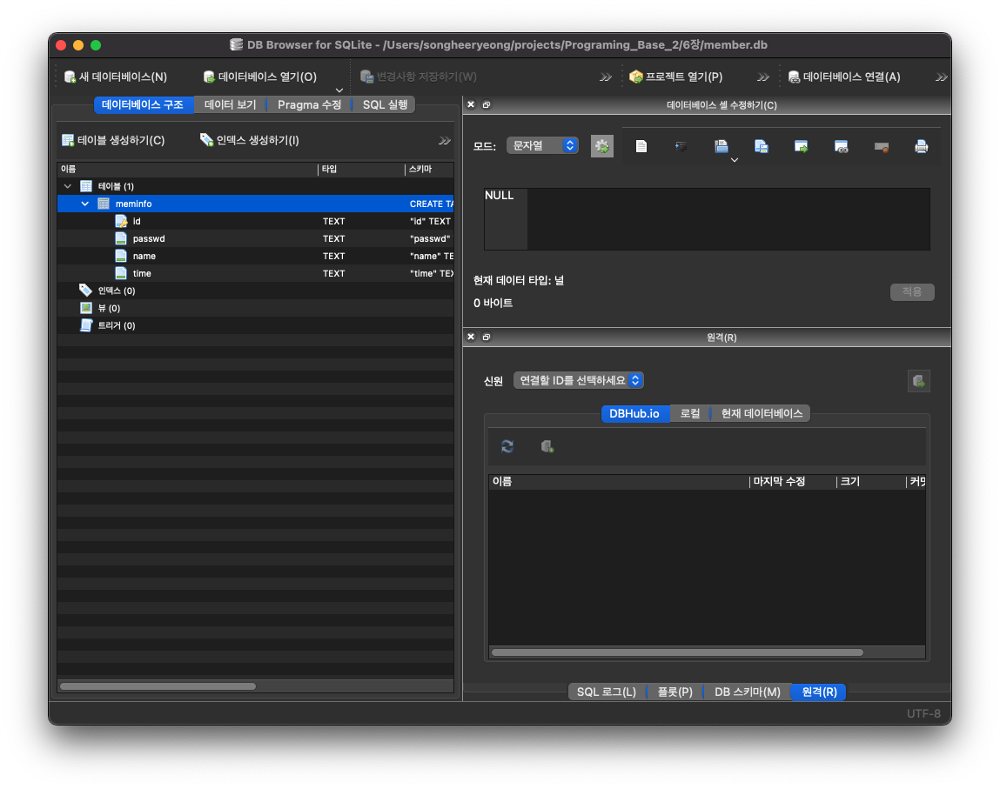 DB Browser for SQLite - /Users/songheeryeong/projects/Programing_Base_2/6장/member.db
새 데이터베이스(N) 데이터베이스 열기(O) 변경사항 저장하기(W) 프로젝트 열기(P) 데이터베이스 연결(A)
데이터베이스 구조 데이터 보기 Pragma 수정 SQL 실행
테이블 생성하기(C) 인덱스 생성하기(I)
이름 타입 스키마
테이블 (1)
meminfo CREATE TA
id TEXT "id" TEXT
passwd TEXT "passwd"
name TEXT "name" TE
time TEXT "time" TEX
인덱스 (0)
뷰 (0)
트리거 (0)
데이터베이스 셀 수정하기(C)
모드: 문자열
NULL
현재 데이터 타입: 널
0 바이트
적용
원격(R)
신원 연결할 ID를 선택하세요
DBHub.io 로컬 현재 데이터베이스
이름 마지막 수정 크기 커밋
SQL 로그(L) 플롯(P) DB 스키마(M) 원격(R)
UTF-8